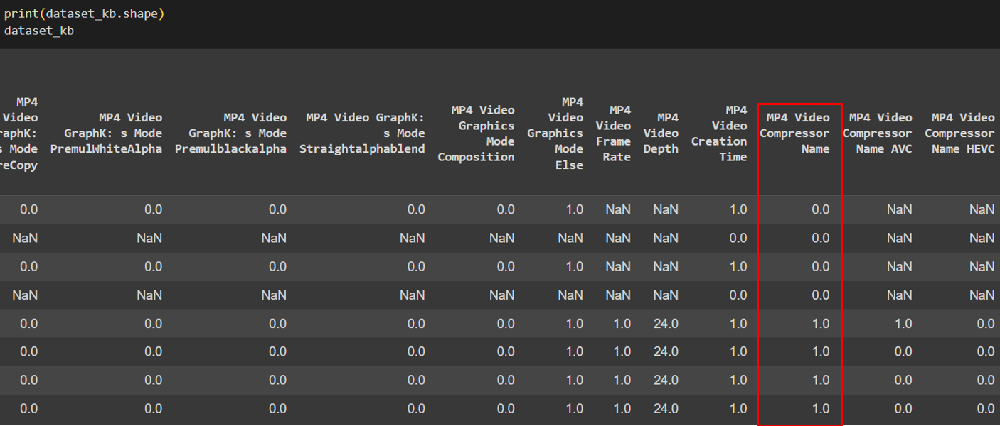 print(dataset_kb.shape)
dataset_kb
MP4
Video
raphK:
s Mode
reCopy
MP4 Video
GraphK: s Mode
PremulWhiteAlpha
MP4 Video
GraphK: s Mode
Premulblackalpha
MP4 Video GraphK:
s Mode
Straightalphablend
MP4 Video
Graphics
Mode
Composition
MP4
Video
Graphics
Mode
Else
MP4
Video
Frame
Rate
MP4
Video
Depth
MP4
Video
Creation
Time
MP4 Video
Compressor
Name
MP4 Video
Compressor
Name AVC
MP4 Video
Compressor
Name HEVC
0.0 0.0 0.0 0.0 0.0 1.0 NaN NaN 1.0 0.0 NaN NaN
NaN NaN NaN NaN NaN NaN NaN NaN 0.0 0.0 NaN NaN
0.0 0.0 0.0 0.0 0.0 1.0 NaN NaN 1.0 0.0 NaN NaN
NaN NaN NaN NaN NaN NaN NaN NaN 0.0 0.0 NaN NaN
0.0 0.0 0.0 0.0 0.0 1.0 1.0 24.0 1.0 1.0 1.0 0.0
0.0 0.0 0.0 0.0 0.0 1.0 1.0 24.0 1.0 1.0 0.0 0.0
0.0 0.0 0.0 0.0 0.0 1.0 1.0 24.0 1.0 1.0 0.0 0.0
0.0 0.0 0.0 0.0 0.0 1.0 1.0 24.0 1.0 1.0 0.0 0.0